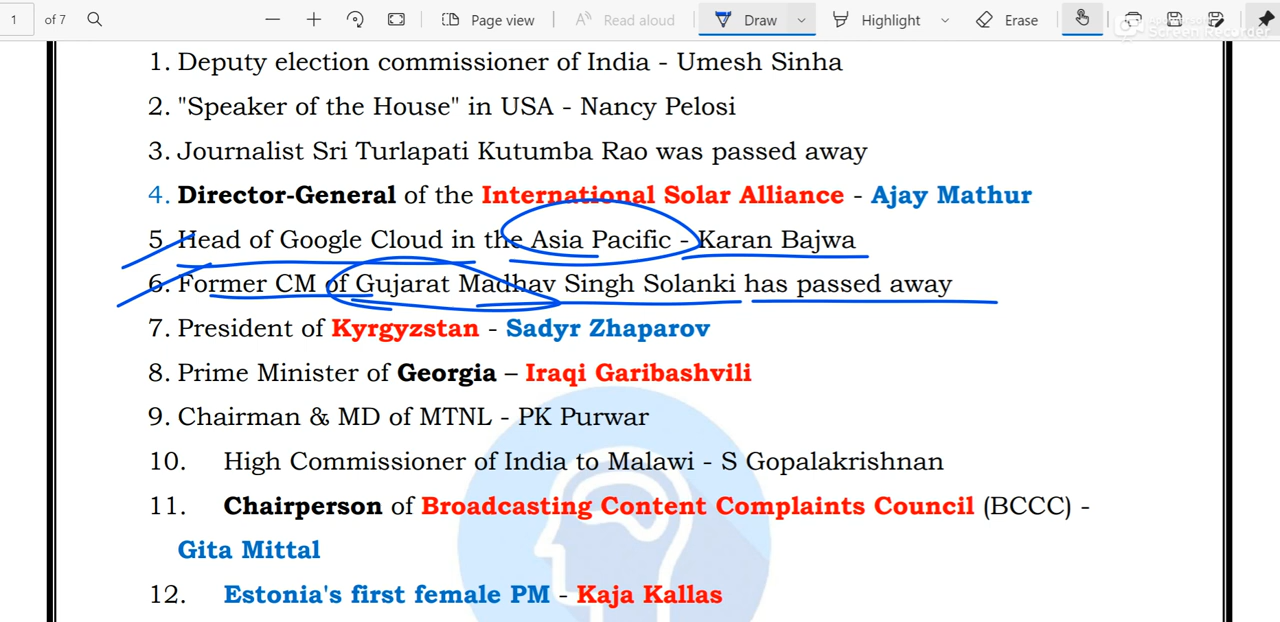 1 of 7 Page view Read aloud Draw Highlight Erase
Screen Recorder
1. Deputy election commissioner of India - Umesh Sinha
2. "Speaker of the House" in USA - Nancy Pelosi
3. Journalist Sri Turlapati Kutumba Rao was passed away
4. Director-General of the International Solar Alliance - Ajay Mathur
5. Head of Google Cloud in the Asia Pacific - Karan Bajwa
6. Former CM of Gujarat Madhav Singh Solanki has passed away
7. President of Kyrgyzstan - Sadyr Zhaparov
8. Prime Minister of Georgia – Iraqi Garibashvili
9. Chairman & MD of MTNL - PK Purwar
10. High Commissioner of India to Malawi - S Gopalakrishnan
11. Chairperson of Broadcasting Content Complaints Council (BCCC) -
Gita Mittal
12. Estonia's first female PM - Kaja Kallas